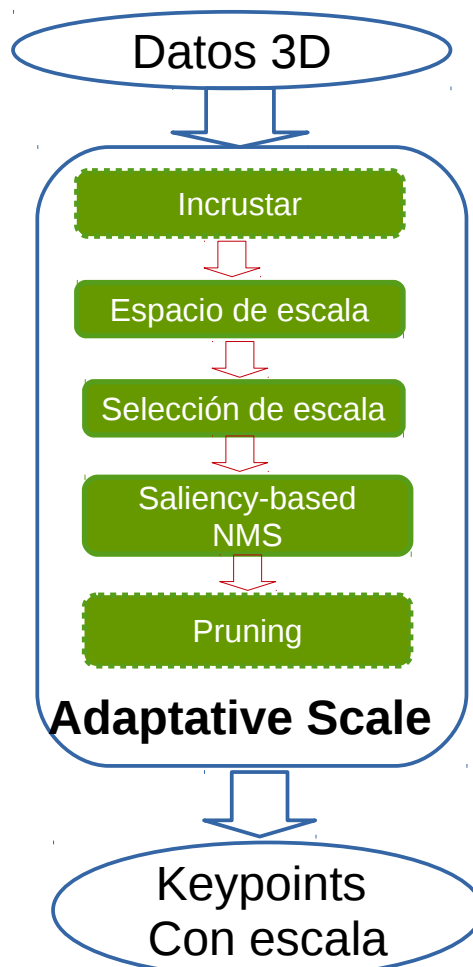 Datos 3D
Incrustar
Espacio de escala
Selección de escala
Saliency-based
NMS
Pruning
Adaptative Scale
Keypoints
Con escala